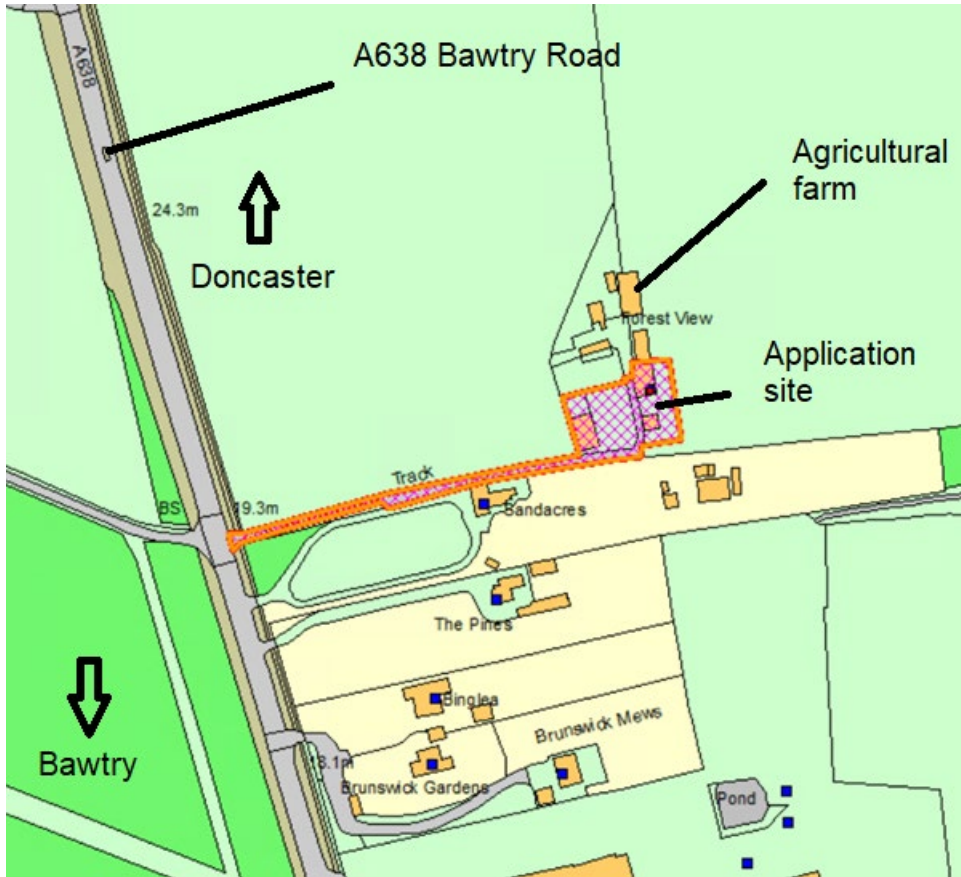 A638
A638 Bawtry Road
Agricultural
farm
24.3m
Doncaster
Forest View
Application
site
Track
BS
19.3m
Sandacres
The Pines
Bawtry
Binglea
Brunswick Mews
18.1m
Brunswick Gardens
Pond